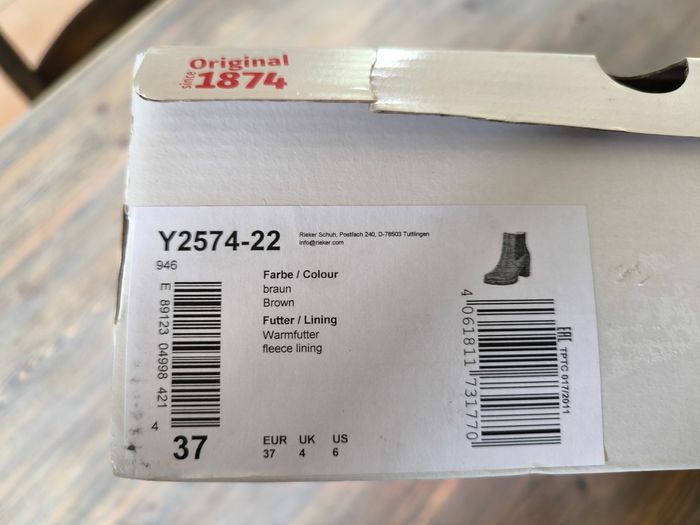 Original
since 1874
Y2574-22
Rieker Schuh, Postfach 240, D-78503 Tuttlingen
info@rieker.com
946
Farbe / Colour
braun
Brown
Futter / Lining
Warmfutter
fleece lining
E 89123 04998 421 4
4 061811 731770
EAC
TPTC 017/2011
37
EUR UK US
37 4 6